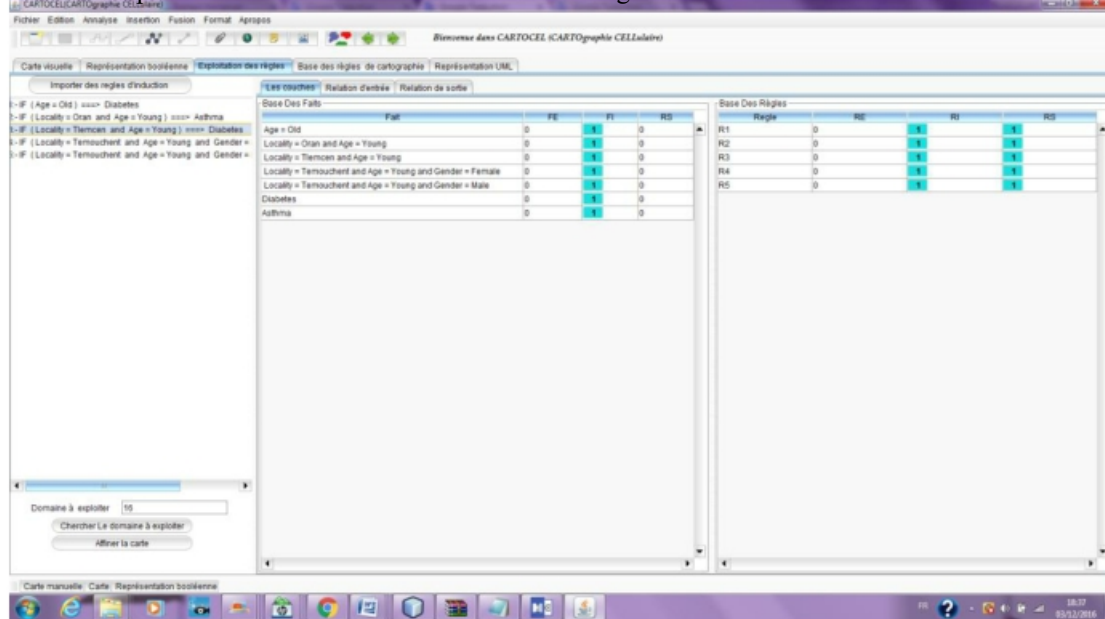 CARTOCEL(CARTOgraphie CELLulaire)
Fichier Edition Annalyse Insertion Fusion Format Apropos
Bienvenue dans CARTOCEL (CARTOgraphie CELLulaire)
Carte visuelle Représentation booléenne Exploitation des règles Base des règles de cartographie Représentation UML
Importer des regles d'induction
Les couches Relation d'entrée Relation de sortie
:-IF ( Age = Old ) ===> Diabetes
:-IF ( Locality = Oran and Age = Young ) ===> Asthma
:-IF ( Locality = Tlemcen and Age = Young ) ===> Diabetes
:-IF ( Locality = Temouchent and Age = Young and Gender =
:-IF ( Locality = Temouchent and Age = Young and Gender =
Base Des Faits
Fait FE FI RS
Age = Old 0 1 0
Locality = Oran and Age = Young 0 1 0
Locality = Tlemcen and Age = Young 0 1 0
Locality = Temouchent and Age = Young and Gender = Female 0 1 0
Locality = Temouchent and Age = Young and Gender = Male 0 1 0
Diabetes 0 1 0
Asthma 0 1 0
Base Des Règles
Regle RE RI RS
R1 0 1 1
R2 0 1 1
R3 0 1 1
R4 0 1 1
R5 0 1 1
Domaine à exploiter 16
Chercher Le domaine à exploiter
Affiner la carte
Carte manuelle Carte Représentation booléenne
FR 18:37
03/12/2016